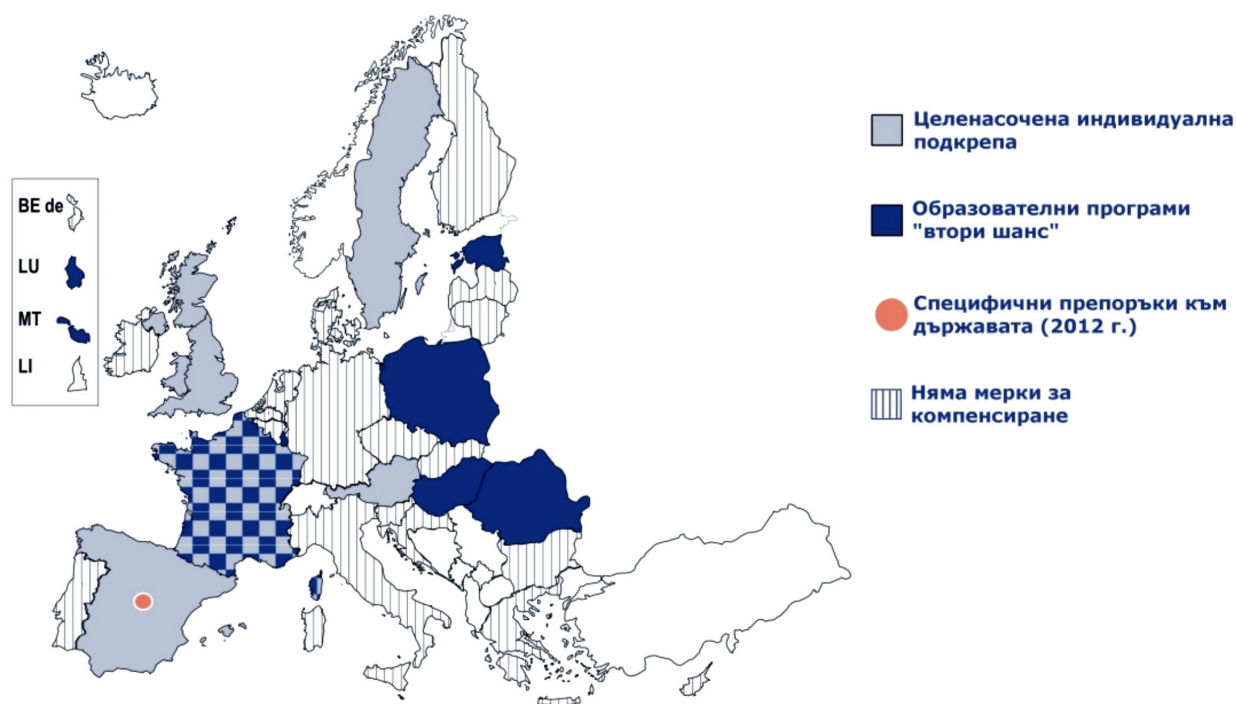 BE de
LU
MT
LI
Целенасочена индивидуална
подкрепа
Образователни програми
"втори шанс"
Специфични препоръки към
държавата (2012 г.)
Няма мерки за
компенсиране